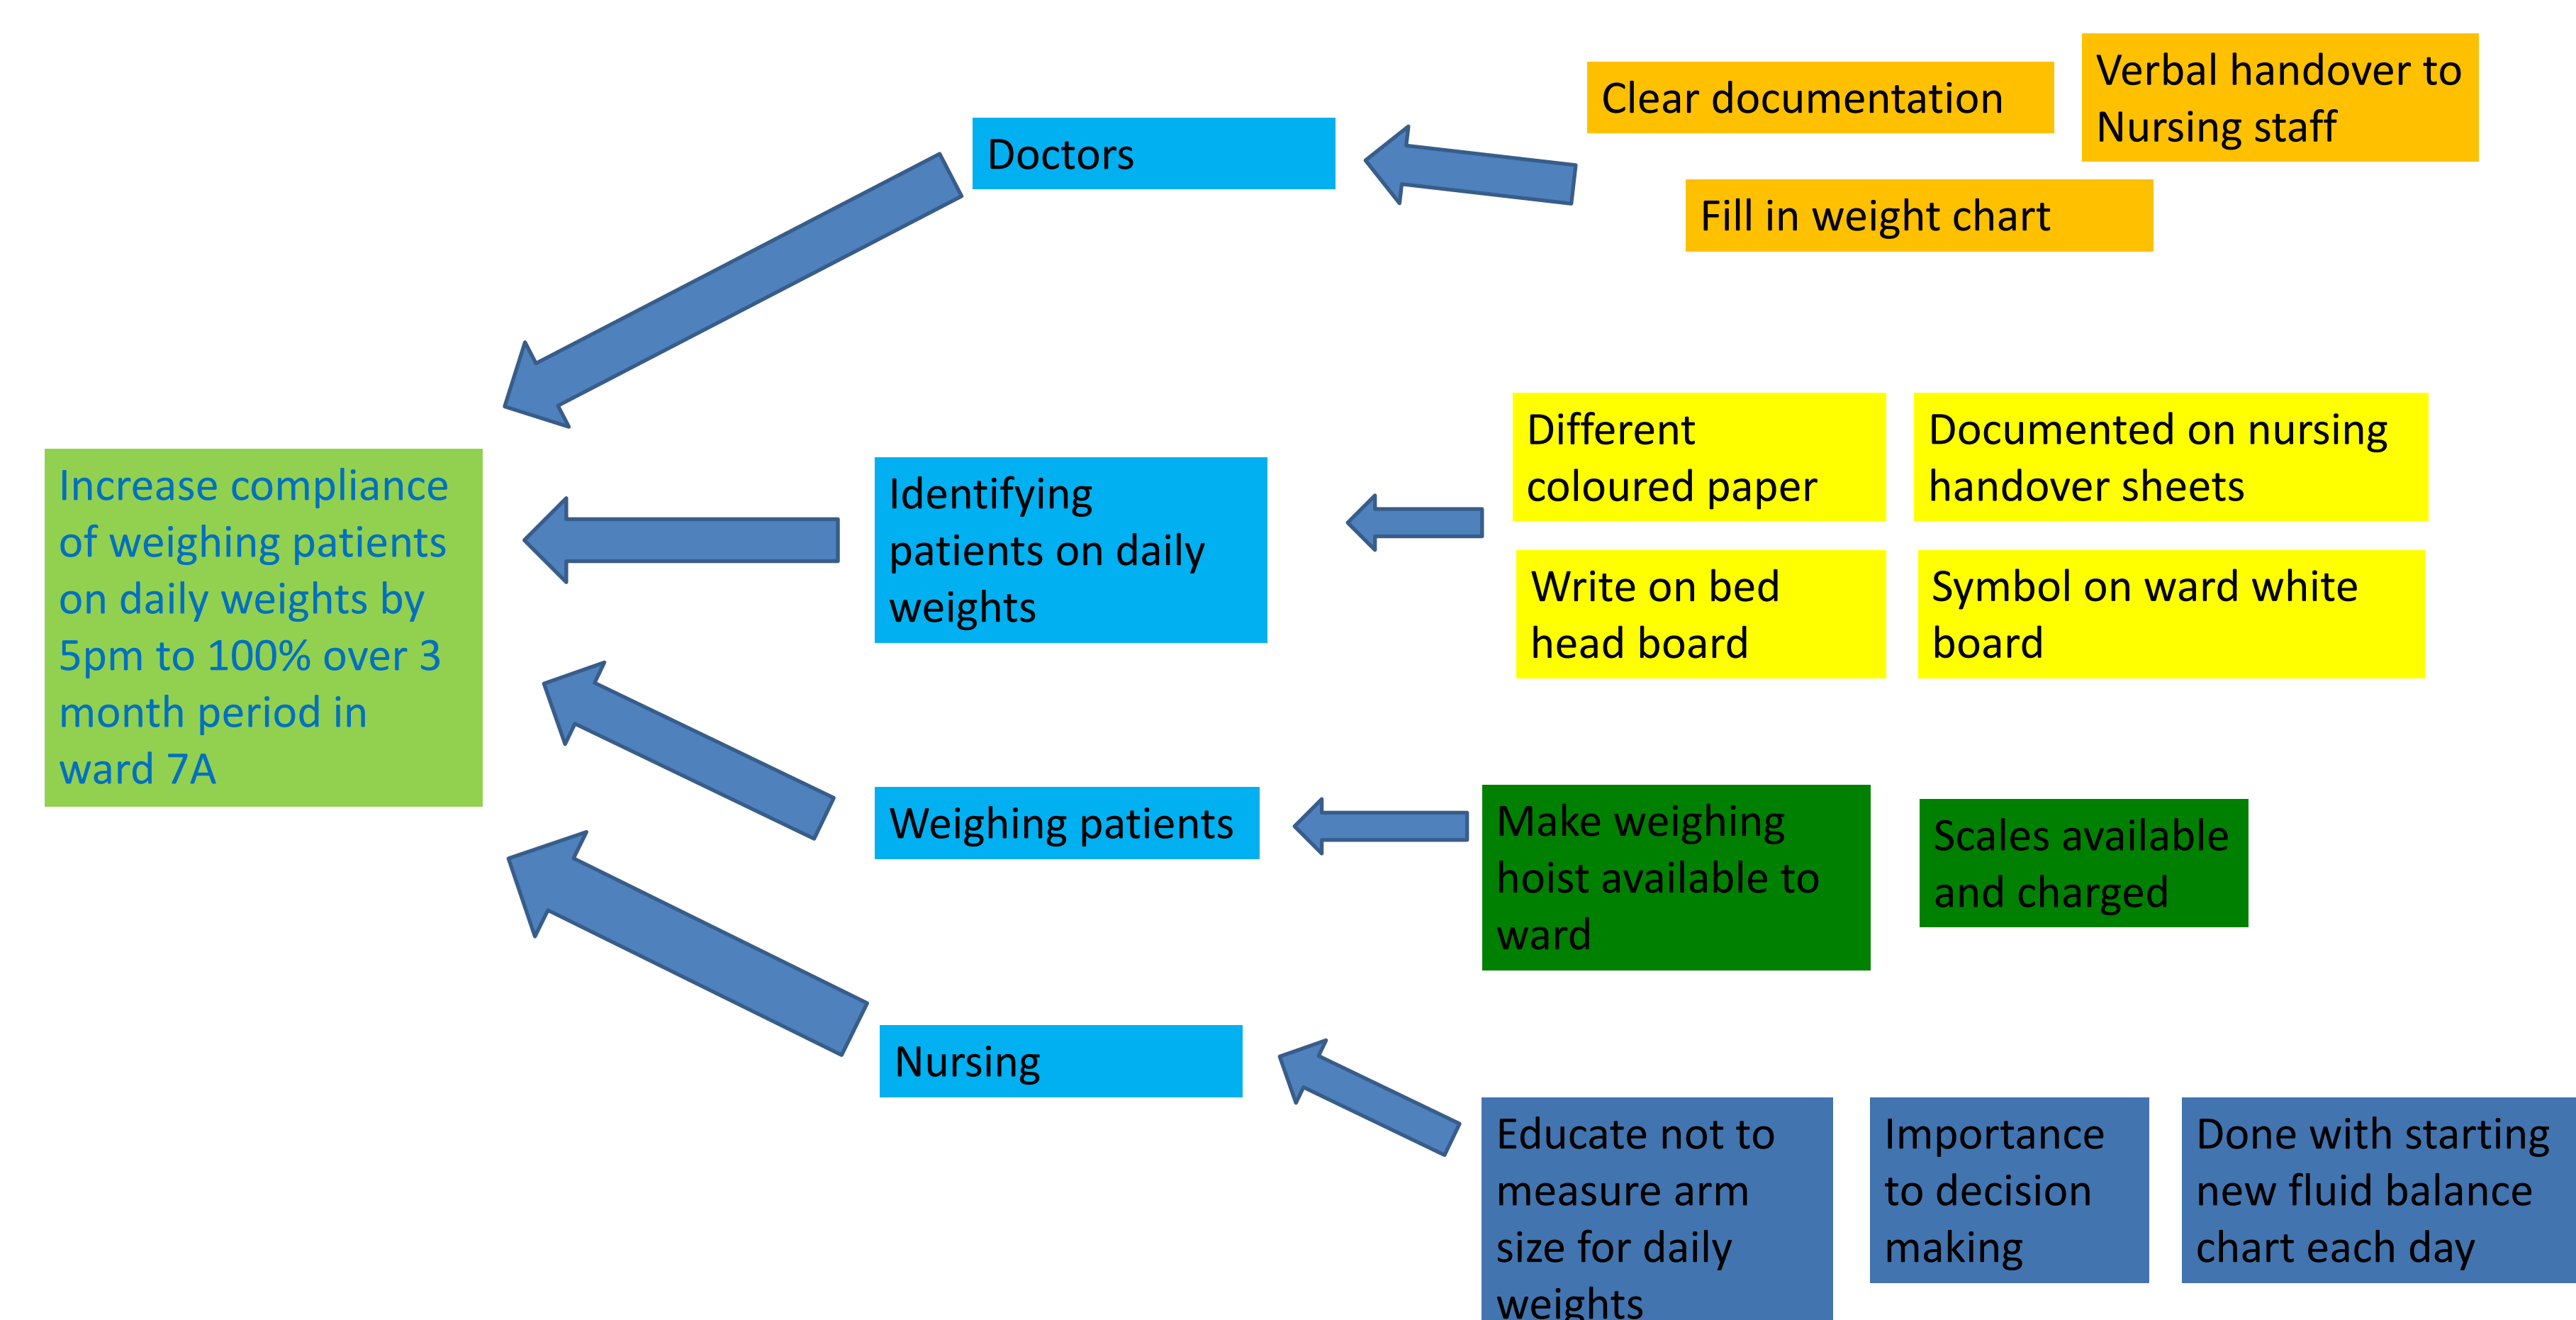 Clear documentation
Verbal handover to
Nursing staff
Doctors
Fill in weight chart
Increase compliance
of weighing patients
on daily weights by
5pm to 100% over 3
month period in
ward 7A
Identifying
patients on daily
weights
Different
coloured paper
Documented on nursing
handover sheets
Write on bed
head board
Symbol on ward white
board
Weighing patients
Make weighing
hoist available to
ward
Scales available
and charged
Nursing
Educate not to
measure arm
size for daily
weights
Importance
to decision
making
Done with starting
new fluid balance
chart each day